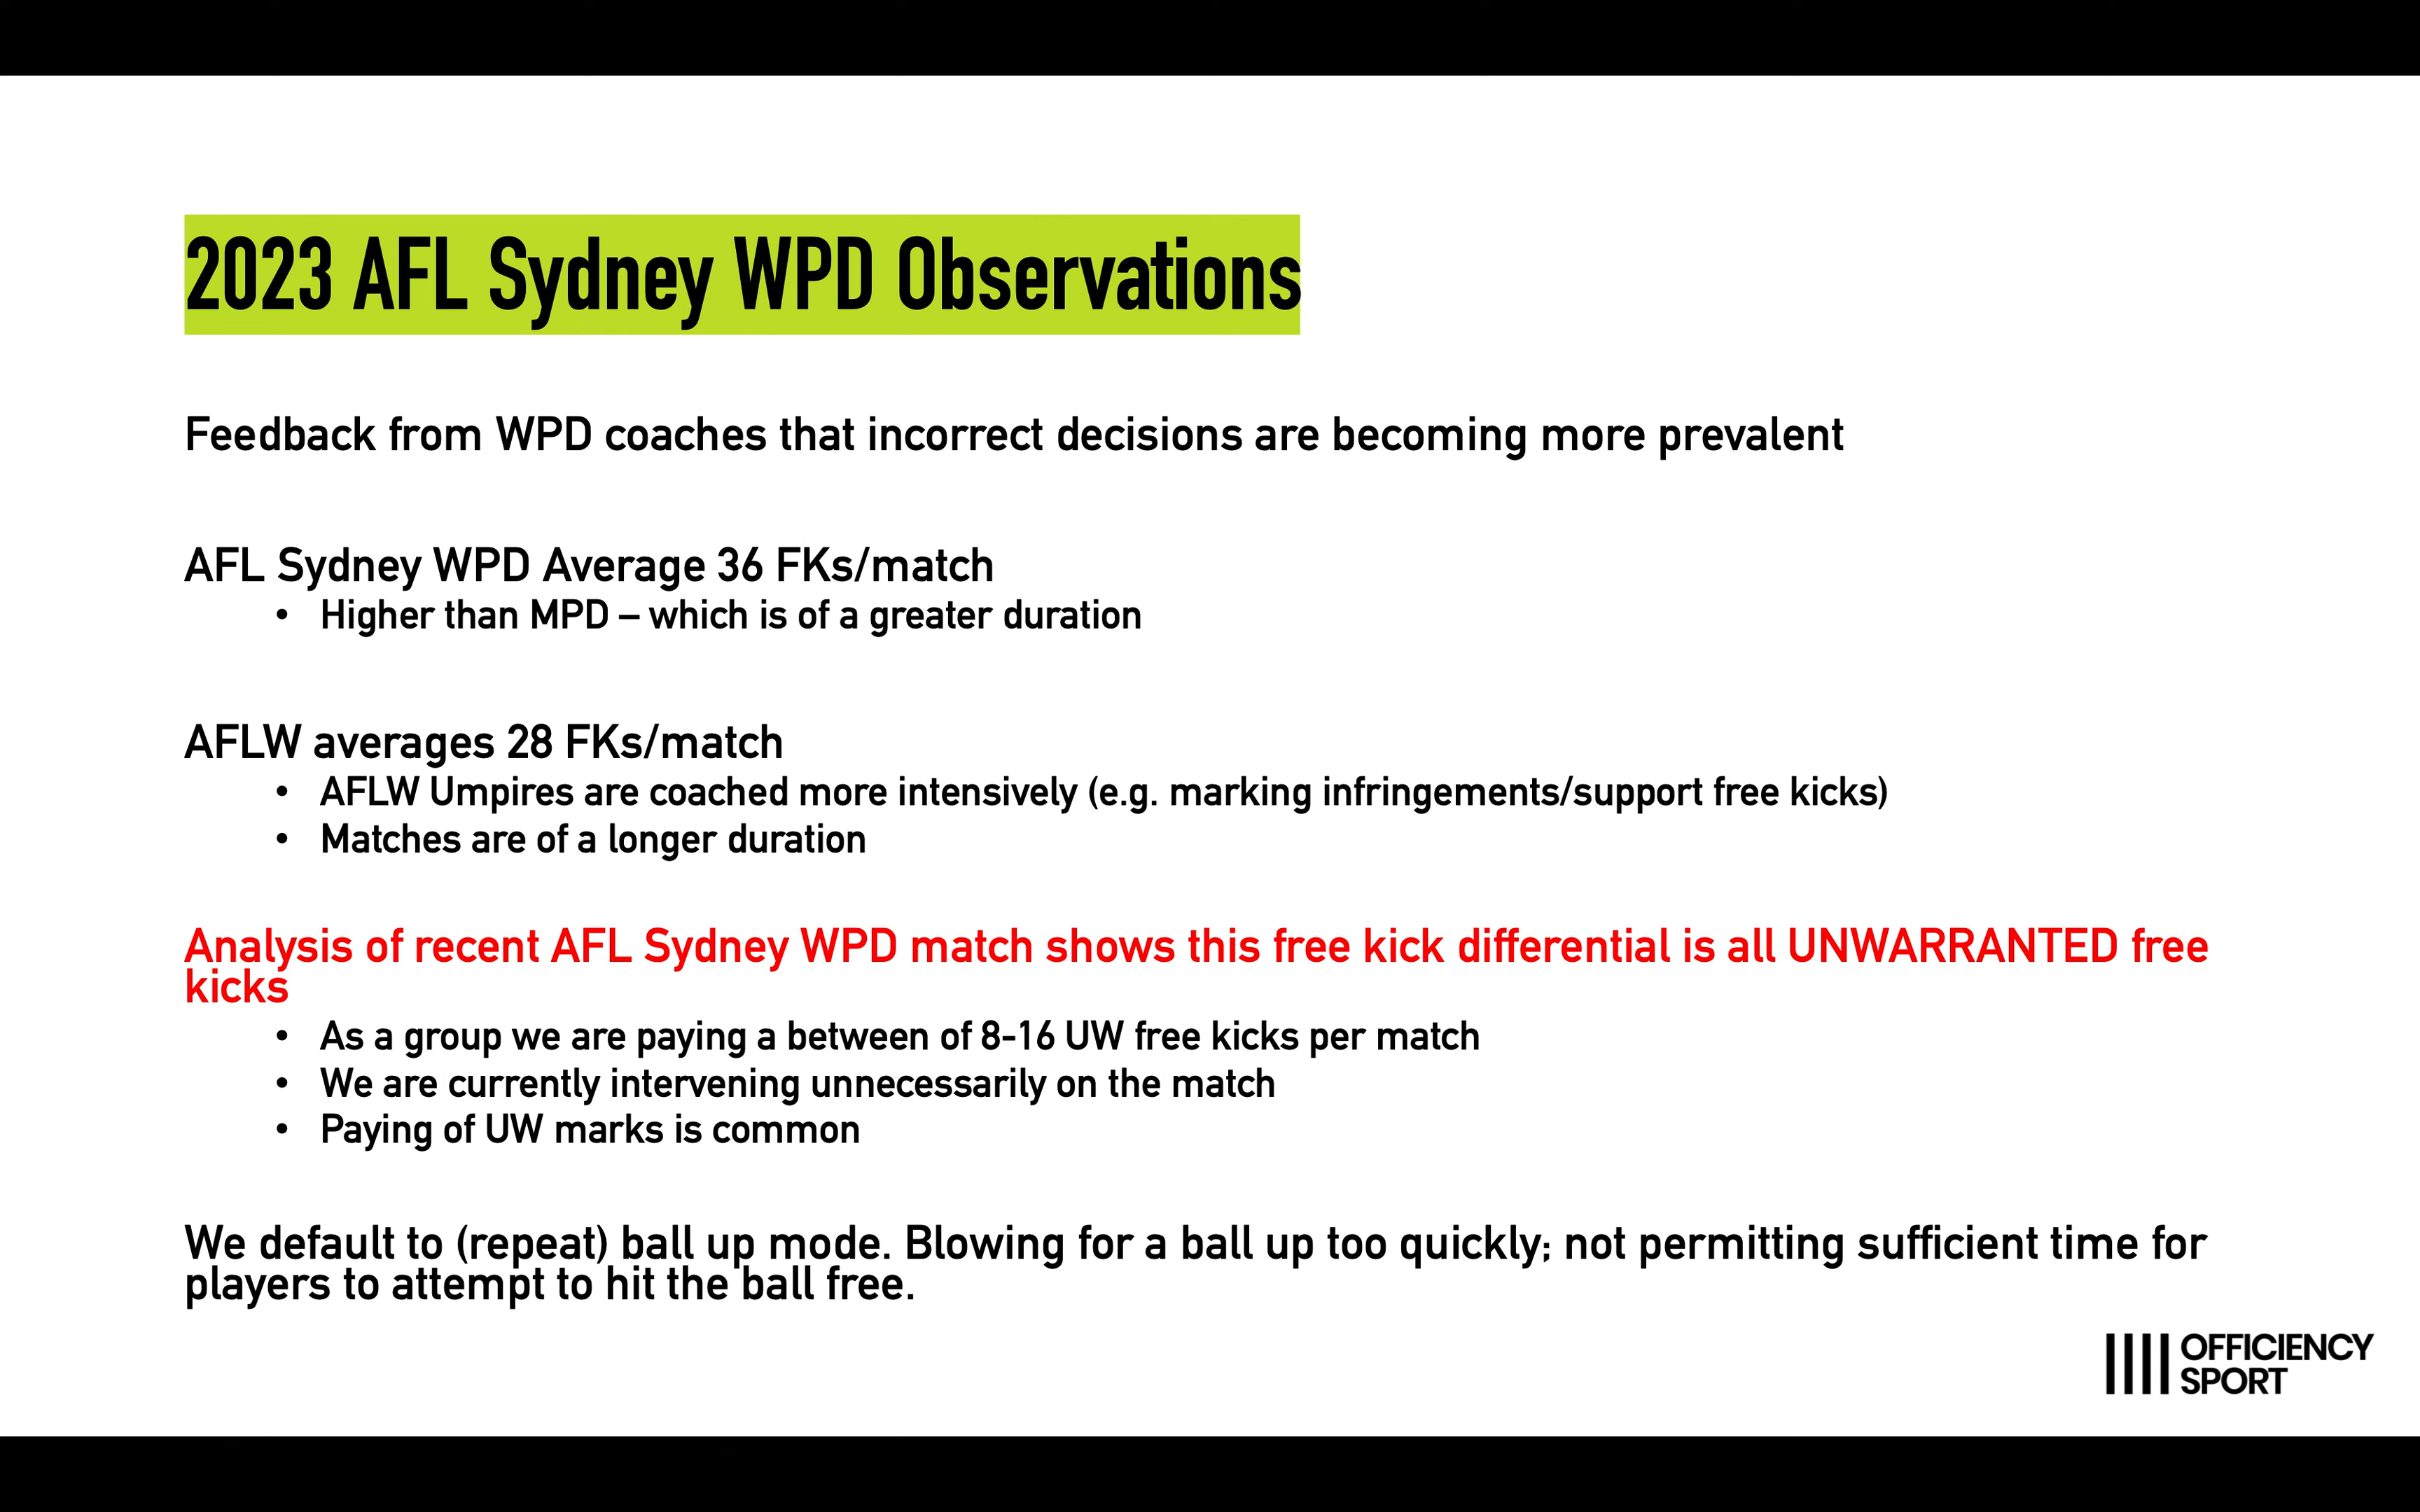 2023 AFL Sydney WPD Observations
Feedback from WPD coaches that incorrect decisions are becoming more prevalent
AFL Sydney WPD Average 36 FKs/match
• Higher than MPD – which is of a greater duration
AFLW averages 28 FKs/match
• AFLW Umpires are coached more intensively (e.g. marking infringements/support free kicks)
• Matches are of a longer duration
Analysis of recent AFL Sydney WPD match shows this free kick differential is all UNWARRANTED free
kicks
• As a group we are paying a between of 8-16 UW free kicks per match
• We are currently intervening unnecessarily on the match
• Paying of UW marks is common
We default to (repeat) ball up mode. Blowing for a ball up too quickly; not permitting sufficient time for
players to attempt to hit the ball free.
OFFICIENCY
SPORT